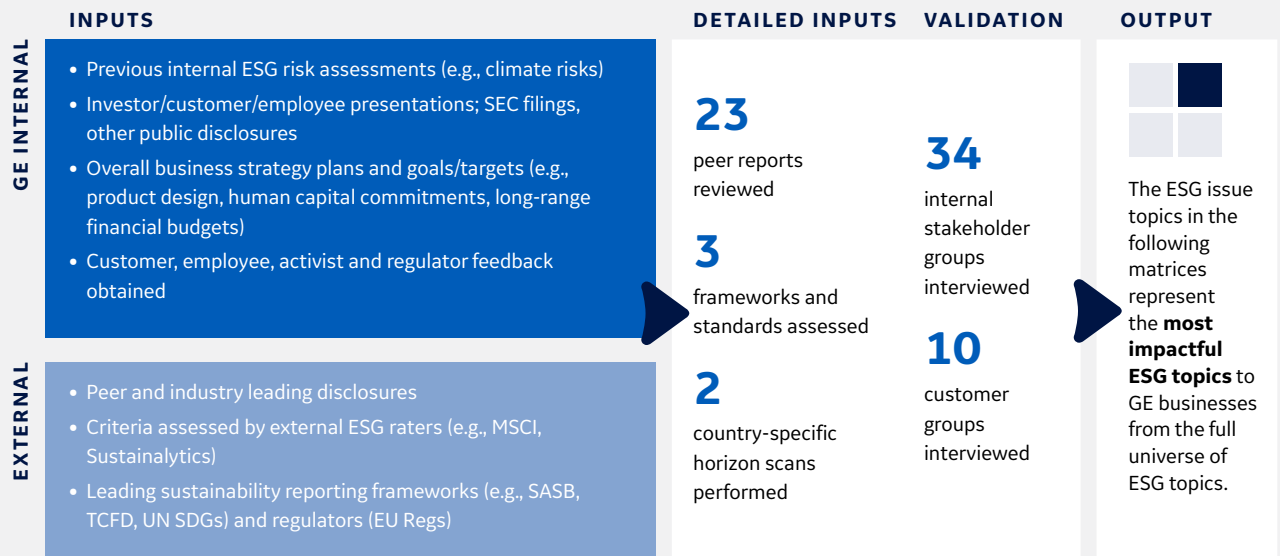 INPUTS
GE INTERNAL
• Previous internal ESG risk assessments (e.g., climate risks)
• Investor/customer/employee presentations; SEC filings,
other public disclosures
• Overall business strategy plans and goals/targets (e.g.,
product design, human capital commitments, long-range
financial budgets)
• Customer, employee, activist and regulator feedback
obtained
EXTERNAL
• Peer and industry leading disclosures
• Criteria assessed by external ESG raters (e.g., MSCI,
Sustainalytics)
• Leading sustainability reporting frameworks (e.g., SASB,
TCFD, UN SDGs) and regulators (EU Regs)
DETAILED INPUTS
23
peer reports
reviewed
3
frameworks and
standards assessed
2
country-specific
horizon scans
performed
VALIDATION
34
internal
stakeholder
groups
interviewed
10
customer
groups
interviewed
OUTPUT
The ESG issue
topics in the
following
matrices
represent
the most
impactful
ESG topics to
GE businesses
from the full
universe of
ESG topics.